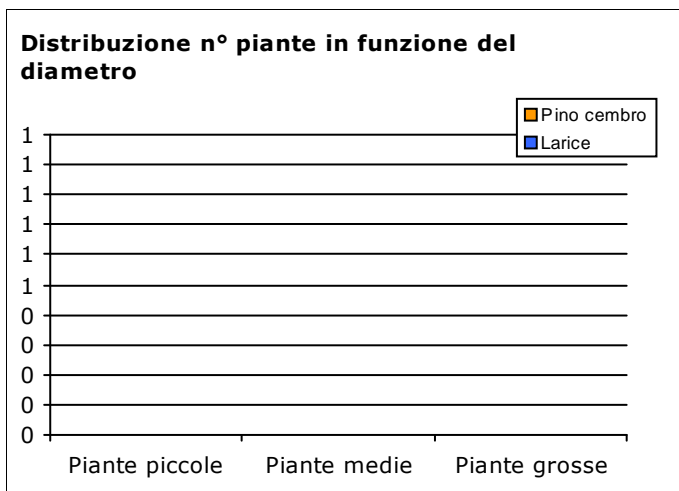 Distribuzione n° piante in funzione del
diametro
Pino cembro
Larice
1
1
1
1
1
1
0
0
0
0
0
Piante piccole Piante medie Piante grosse